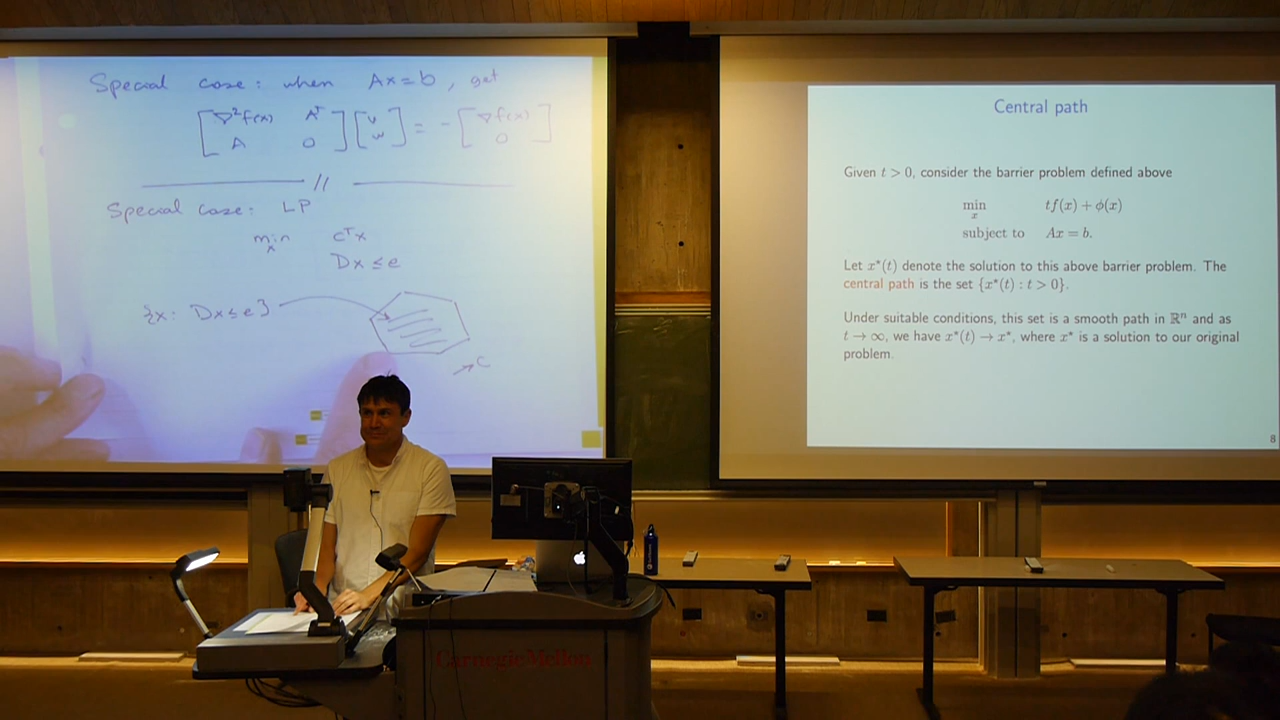 Special case: when Ax=b, get
[∇²f(x) Aᵀ] [v] = - [∇f(x)]
[A 0] [w] [0]
Special case: LP
min x cᵀx
Dx ≤ e
{x: Dx≤e}
c
Central path
Given t > 0, consider the barrier problem defined above
min x tf(x) + ϕ(x)
subject to Ax = b.
Let x*(t) denote the solution to this above barrier problem. The
central path is the set {x*(t) : t > 0}.
Under suitable conditions, this set is a smooth path in ℝⁿ and as
t → ∞, we have x*(t) → x*, where x* is a solution to our original
problem.
8
Carnegie Mellon